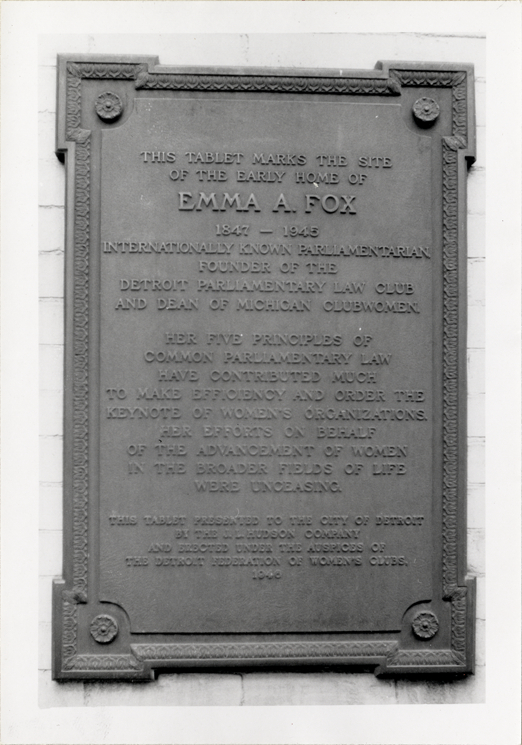 THIS TABLET MARKS THE SITE
OF THE EARLY HOME OF
EMMA A. FOX
1847 — 1945
INTERNATIONALLY KNOWN PARLIAMENTARIAN,
FOUNDER OF THE
DETROIT PARLIAMENTARY LAW CLUB
AND DEAN OF MICHIGAN CLUBWOMEN.
HER FIVE PRINCIPLES OF
COMMON PARLIAMENTARY LAW
HAVE CONTRIBUTED MUCH
TO MAKE EFFICIENCY AND ORDER THE
KEYNOTE OF WOMEN'S ORGANIZATIONS.
HER EFFORTS ON BEHALF
OF THE ADVANCEMENT OF WOMEN
IN THE BROADER FIELDS OF LIFE
WERE UNCEASING.
THIS TABLET PRESENTED TO THE CITY OF DETROIT
BY THE J. L. HUDSON COMPANY
AND ERECTED UNDER THE AUSPICES OF
THE DETROIT FEDERATION OF WOMEN'S CLUBS,